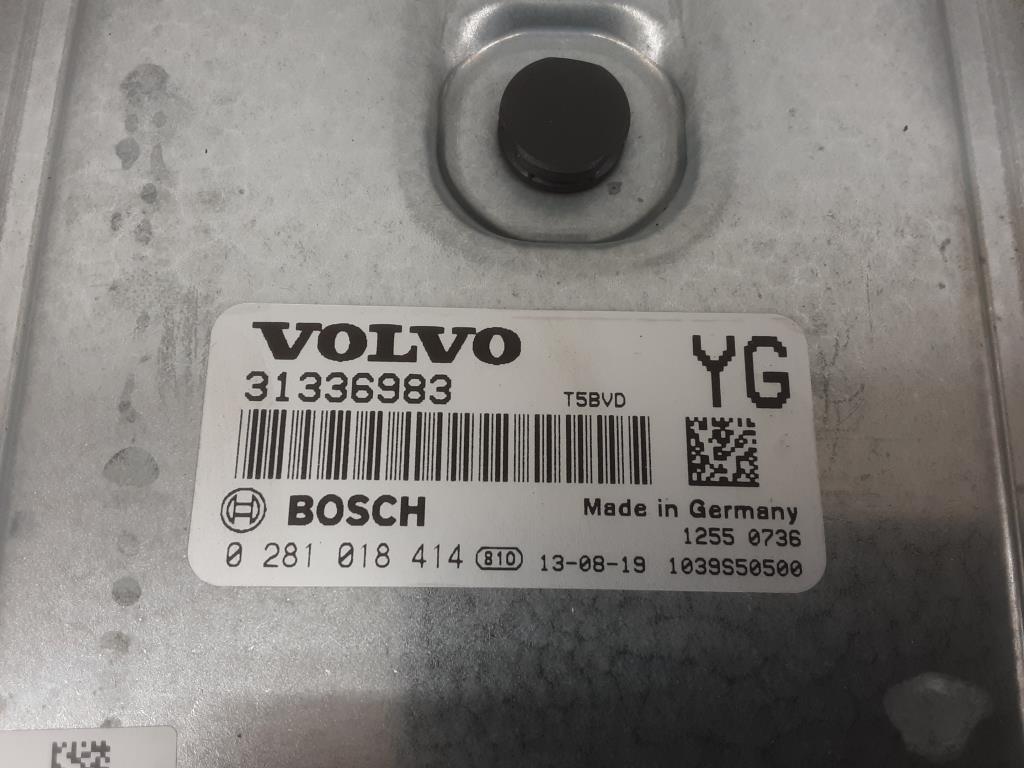 VOLVO
YG
31336983 T5BVD
BOSCH Made in Germany
1255 0736
0 281 018 414 810 13-08-19 1039S50500